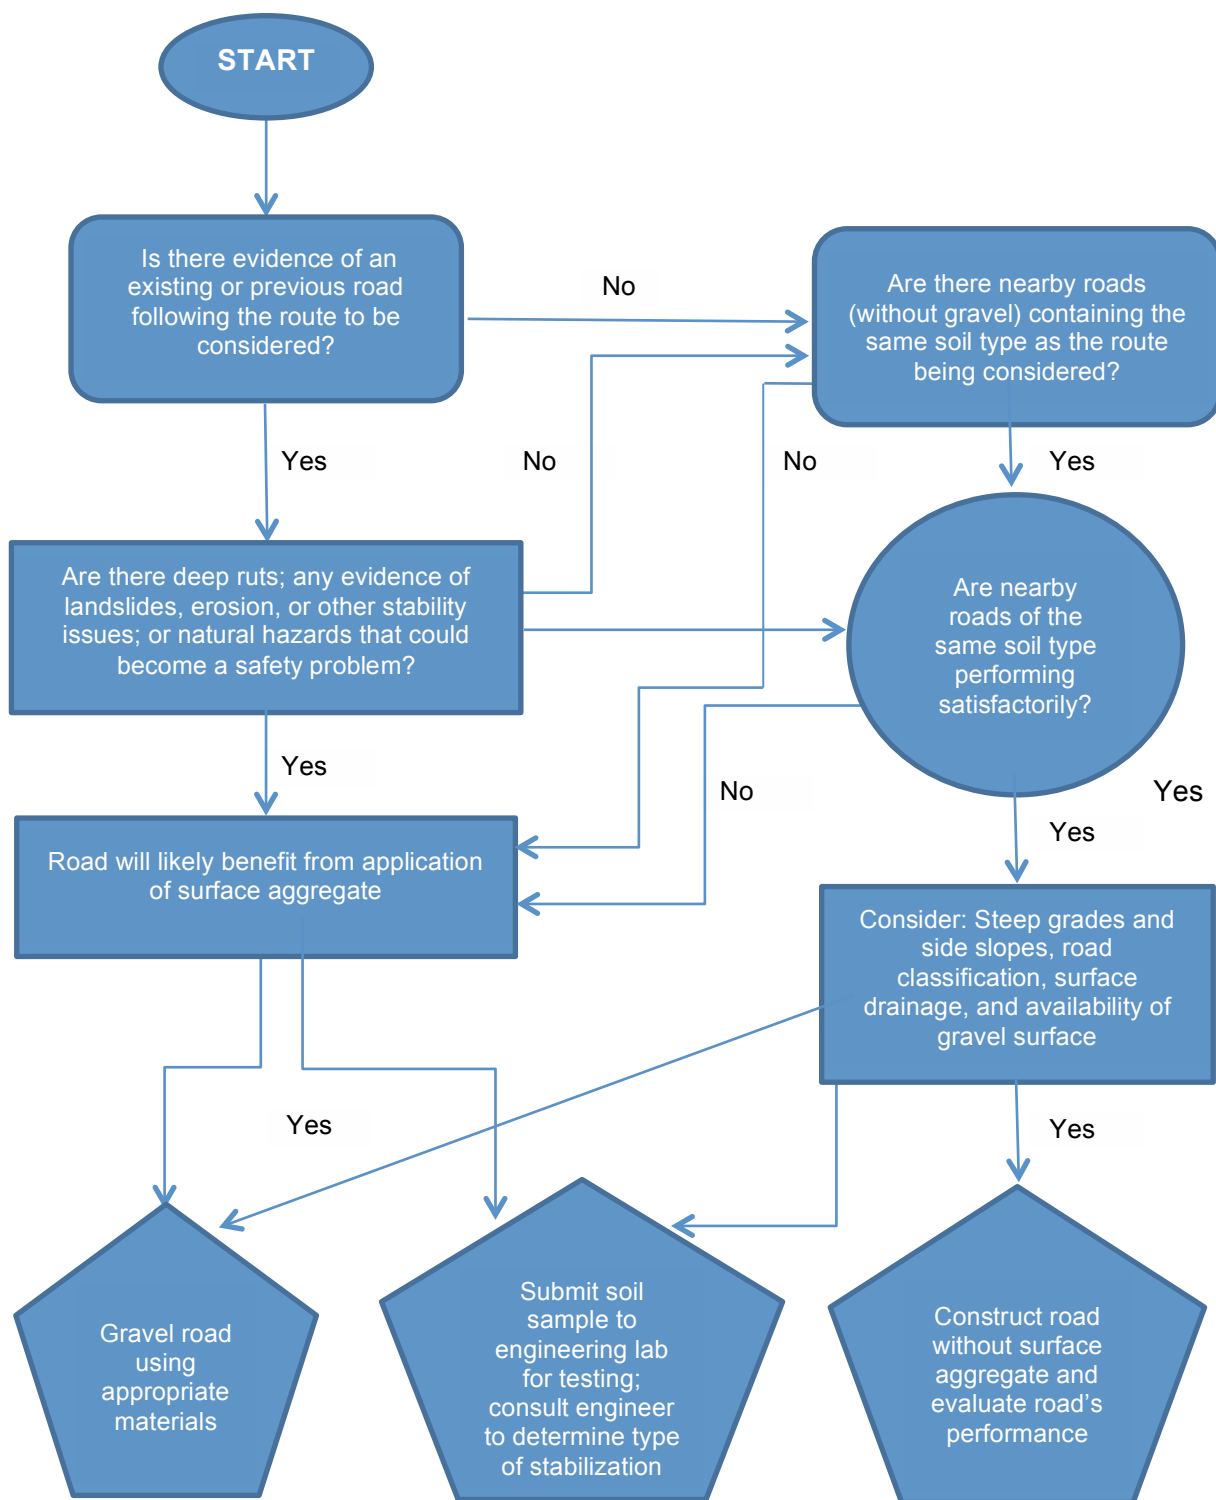 START
Is there evidence of an
existing or previous road
following the route to be
considered?
No
Are there nearby roads
(without gravel) containing the
same soil type as the route
being considered?
Yes
No
No
Yes
Are there deep ruts; any evidence of
landslides, erosion, or other stability
issues; or natural hazards that could
become a safety problem?
Are nearby
roads of the
same soil type
performing
satisfactorily?
Yes
No
Yes
Yes
Road will likely benefit from application
of surface aggregate
Consider: Steep grades and
side slopes, road
classification, surface
drainage, and availability of
gravel surface
Yes
Yes
Gravel road
using
appropriate
materials
Submit soil
sample to
engineering lab
for testing;
consult engineer
to determine type
of stabilization
Construct road
without surface
aggregate and
evaluate road’s
performance